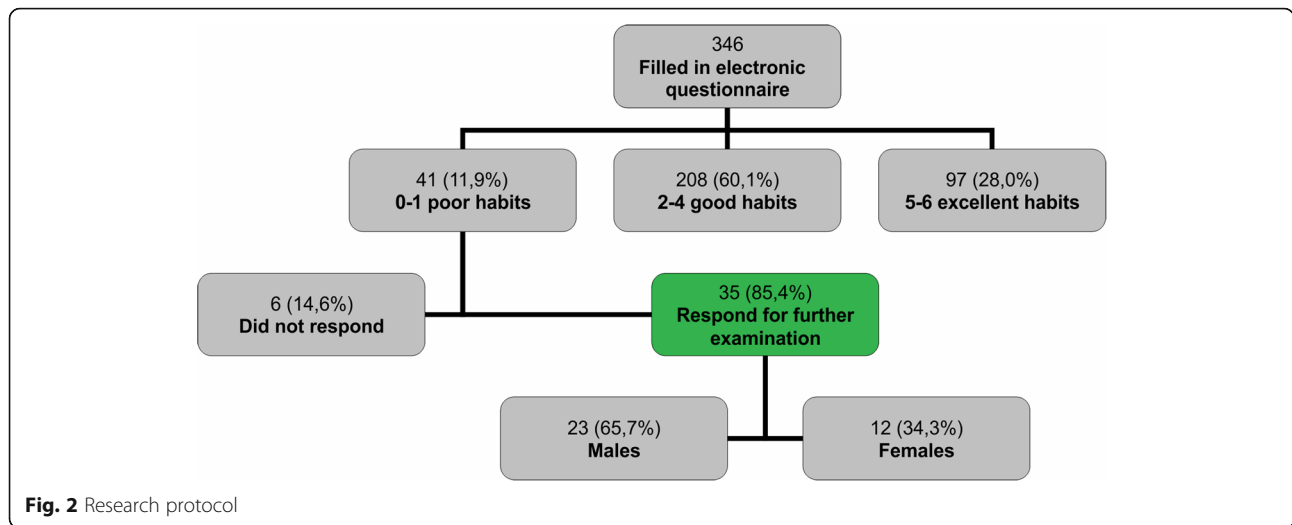 346
Filled in electronic
questionnaire
41 (11,9%)
0-1 poor habits
208 (60,1%)
2-4 good habits
97 (28,0%)
5-6 excellent habits
6 (14,6%)
Did not respond
35 (85,4%)
Respond for further
examination
23 (65,7%)
Males
12 (34,3%)
Females
Fig. 2 Research protocol